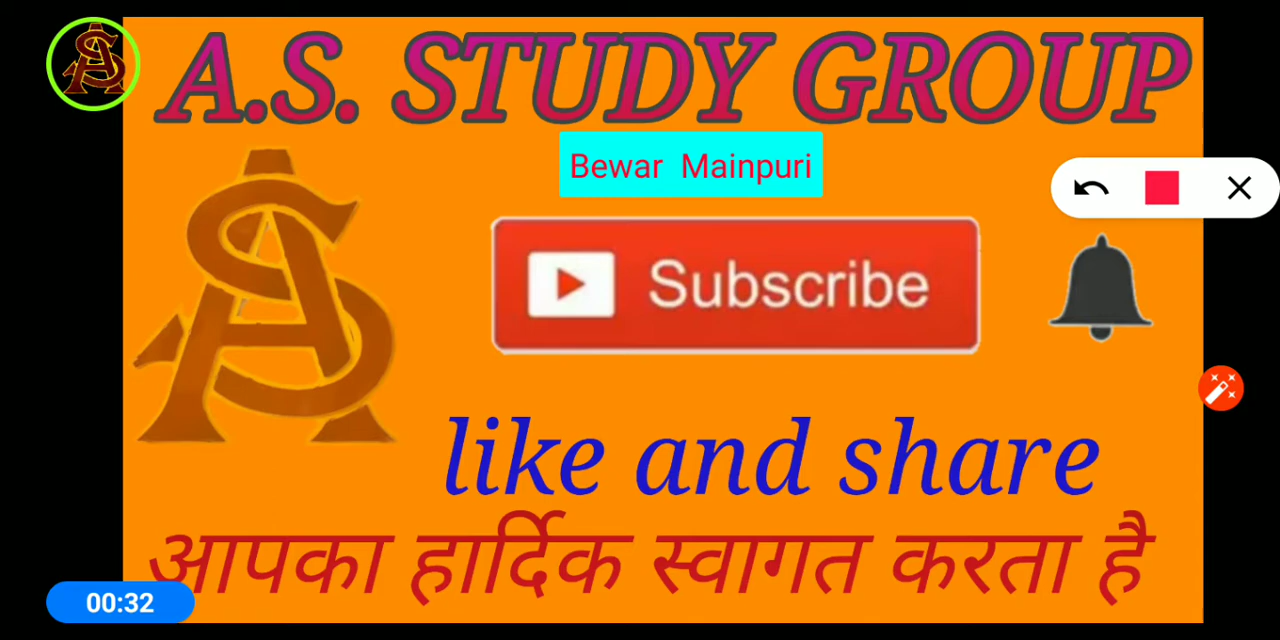 A.S. STUDY GROUP
Bewar Mainpuri
Subscribe
like and share
आपका हार्दिक स्वागत करता है
00:32